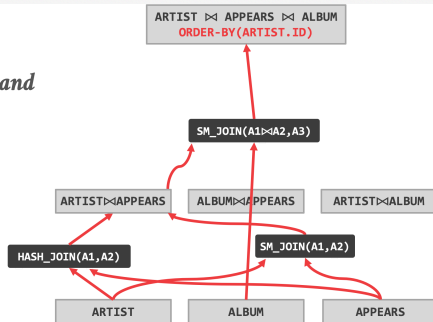 ARTIST ⨝ APPEARS ⨝ ALBUM
ORDER-BY(ARTIST.ID)
and
SM_JOIN(A1⨝A2,A3)
ARTIST⨝APPEARS
ALBUM⨝APPEARS
ARTIST⨝ALBUM
HASH_JOIN(A1,A2)
SM_JOIN(A1,A2)
ARTIST
ALBUM
APPEARS